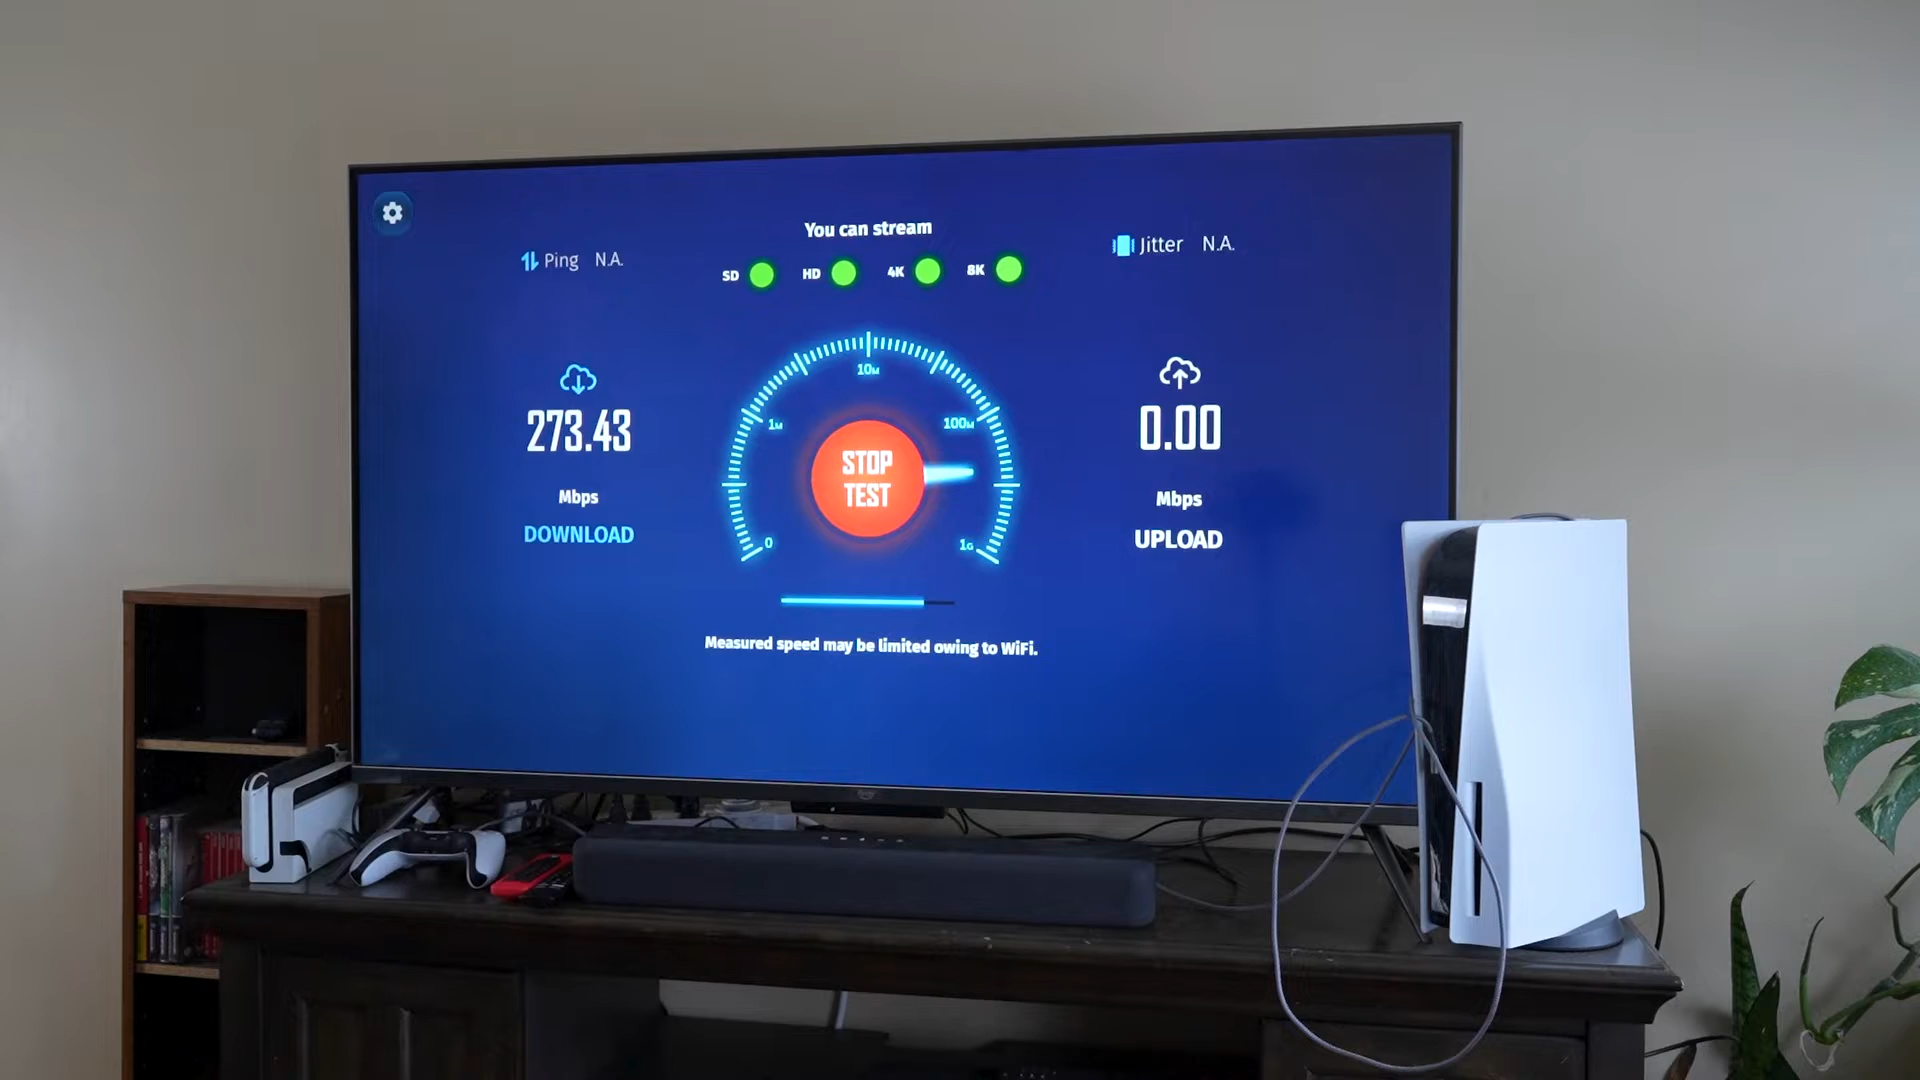 You can stream
Ping N.A.
SD HD 4K 8K
Jitter N.A.
10M
1M
100M
273.43
Mbps
DOWNLOAD
STOP
TEST
0.00
Mbps
UPLOAD
0
1G
Measured speed may be limited owing to WiFi.